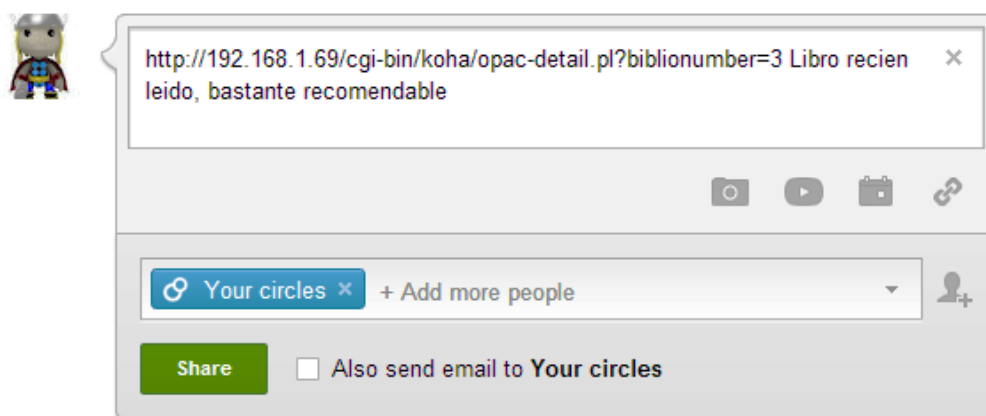 http://192.168.1.69/cgi-bin/koha/opac-detail.pl?biblionumber=3 Libro recien
leido, bastante recomendable
Your circles + Add more people
Share Also send email to Your circles